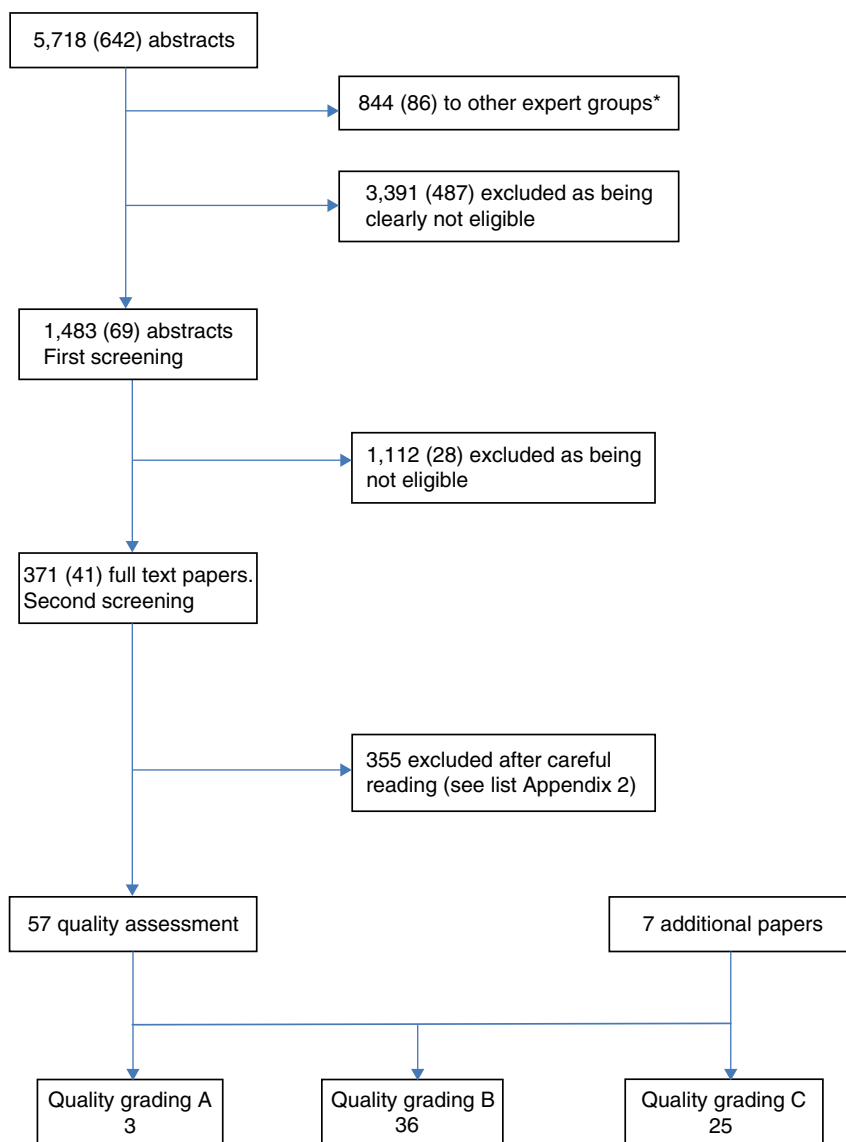 5,718 (642) abstracts
844 (86) to other expert groups*
3,391 (487) excluded as being
clearly not eligible
1,483 (69) abstracts
First screening
1,112 (28) excluded as being
not eligible
371 (41) full text papers.
Second screening
355 excluded after careful
reading (see list Appendix 2)
57 quality assessment
7 additional papers
Quality grading A
3
Quality grading B
36
Quality grading C
25